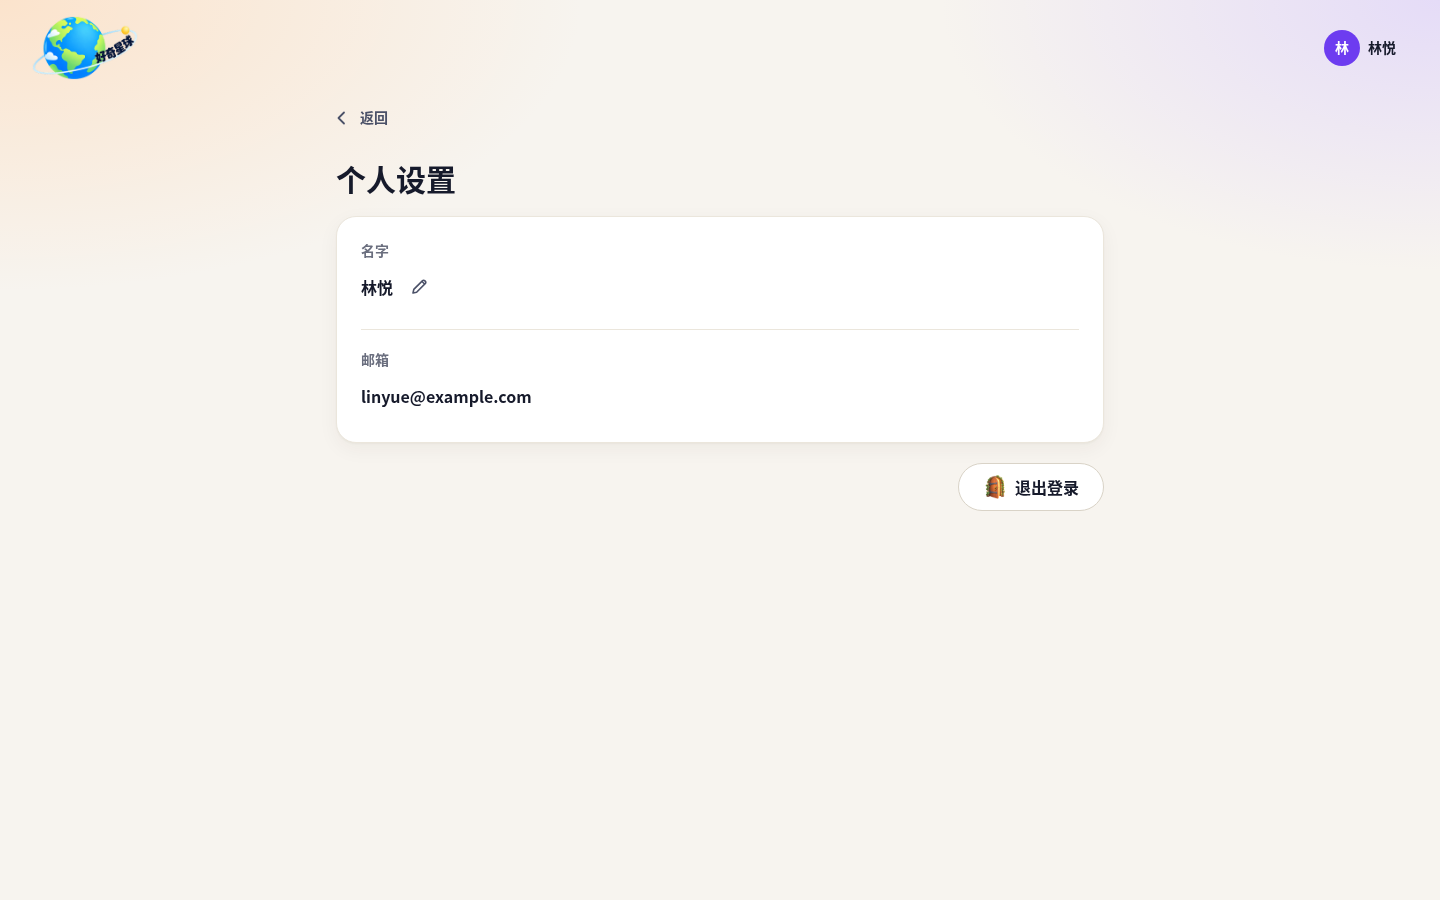 好奇星球
林 林悦
返回
个人设置
名字
林悦
邮箱
linyue@example.com
退出登录